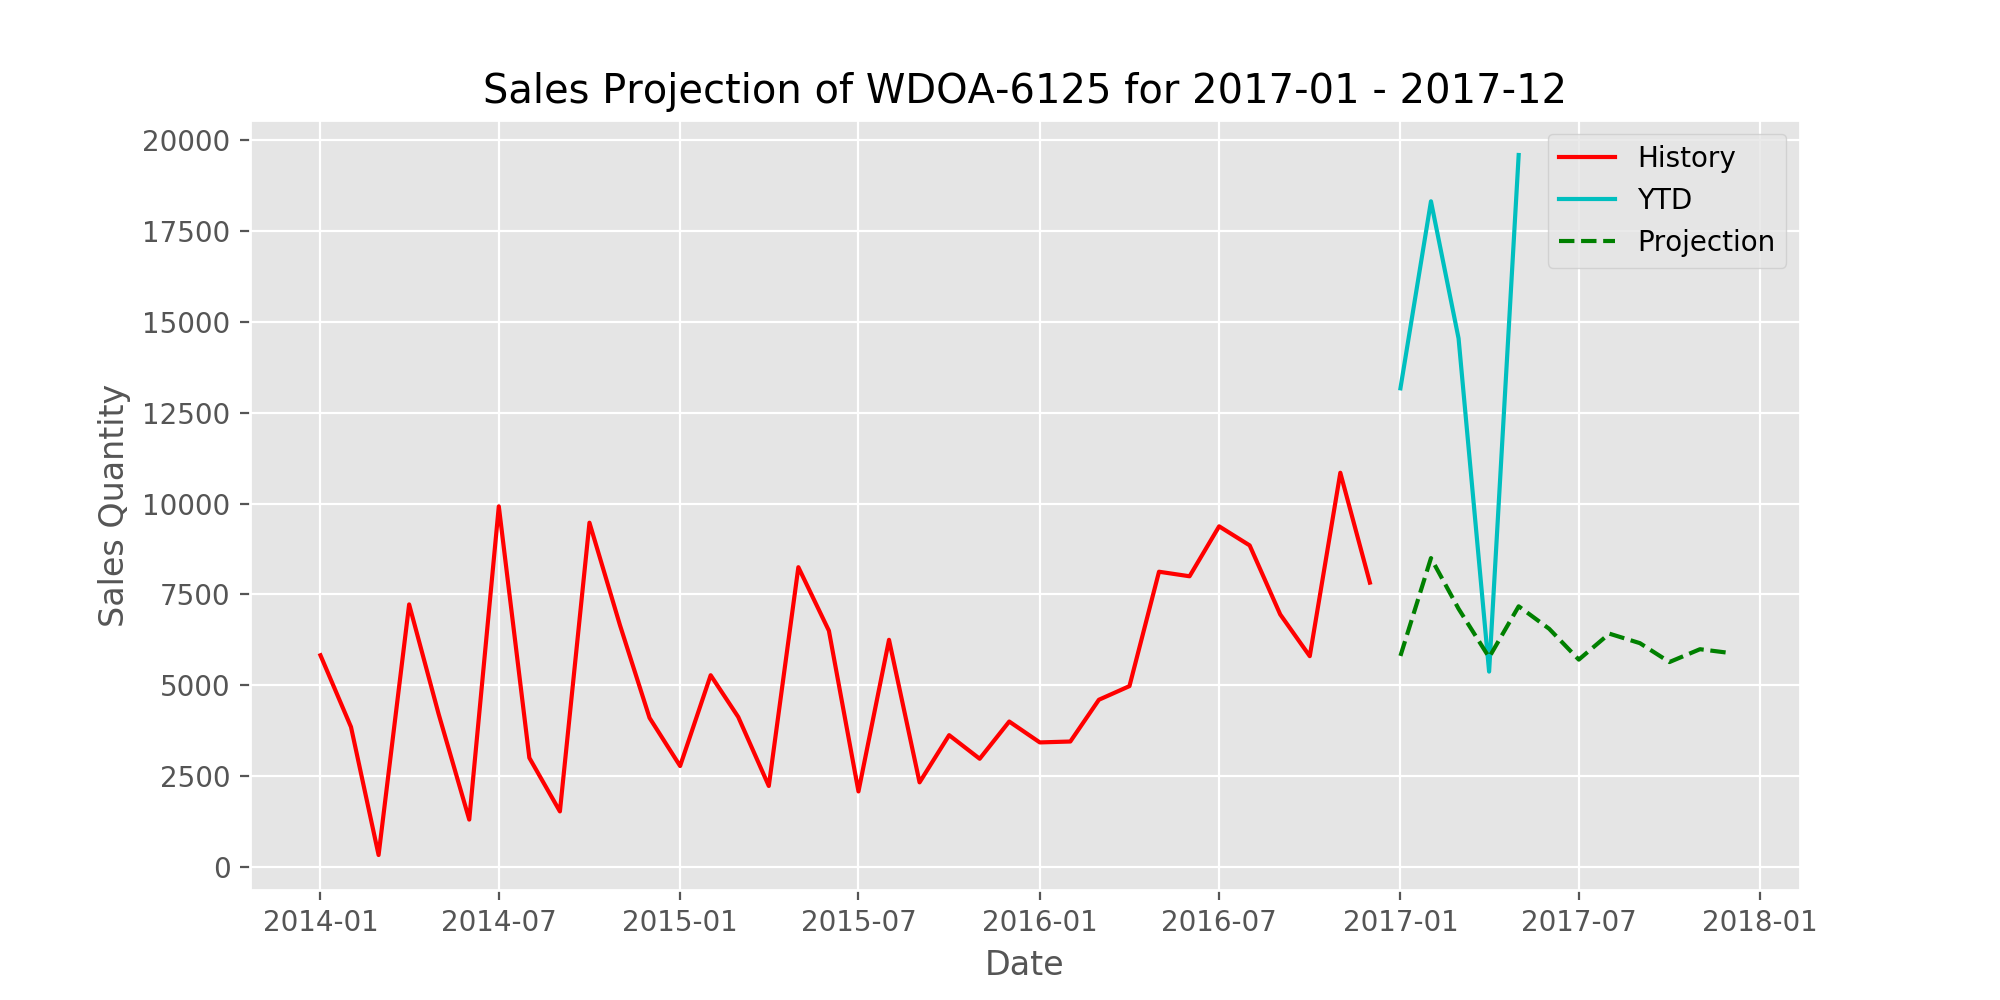 Sales Projection of WDOA-6125 for 2017-01 - 2017-12
20000
17500
15000
12500
10000
7500
5000
2500
0
Sales Quantity
History
YTD
Projection
2014-01 2014-07 2015-01 2015-07 2016-01 2016-07 2017-01 2017-07 2018-01
Date